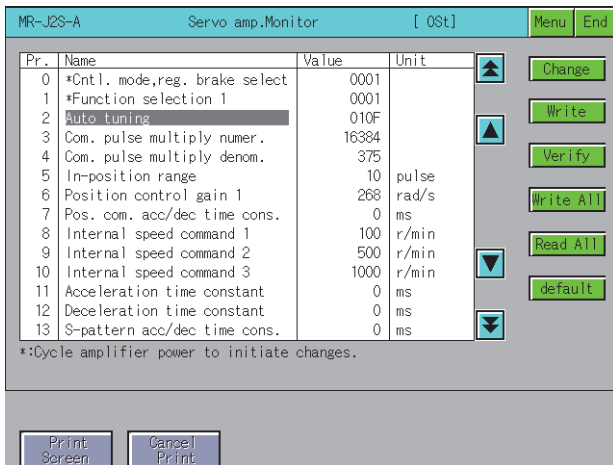 MR-J2S-A Servo amp.Monitor [ 0St] Menu End
Pr. Name Value Unit
0 *Cntl. mode,reg. brake select 0001
1 *Function selection 1 0001
2 Auto tuning 010F
3 Com. pulse multiply numer. 16384
4 Com. pulse multiply denom. 375
5 In-position range 10 pulse
6 Position control gain 1 268 rad/s
7 Pos. com. acc/dec time cons. 0 ms
8 Internal speed command 1 100 r/min
9 Internal speed command 2 500 r/min
10 Internal speed command 3 1000 r/min
11 Acceleration time constant 0 ms
12 Deceleration time constant 0 ms
13 S-pattern acc/dec time cons. 0 ms
Change
Write
Verify
Write All
Read All
default
*:Cycle amplifier power to initiate changes.
Print Screen
Cancel Print